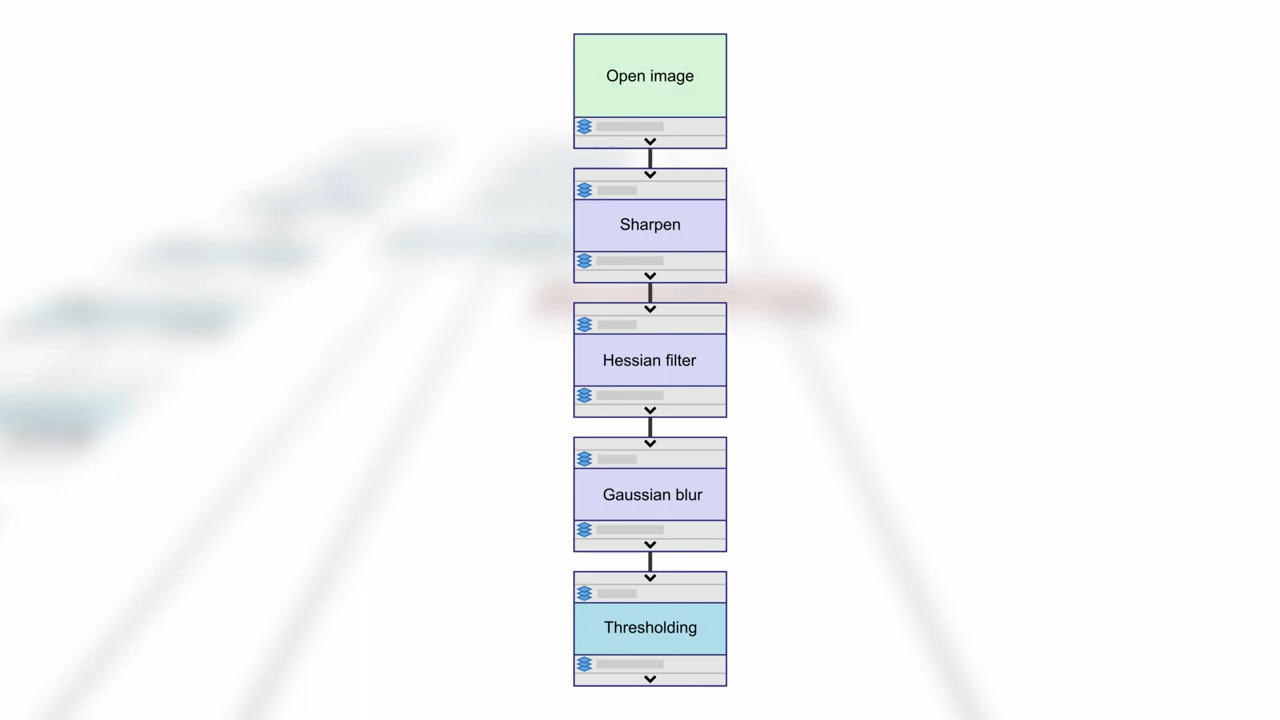 Open image
Sharpen
Hessian filter
Gaussian blur
Thresholding